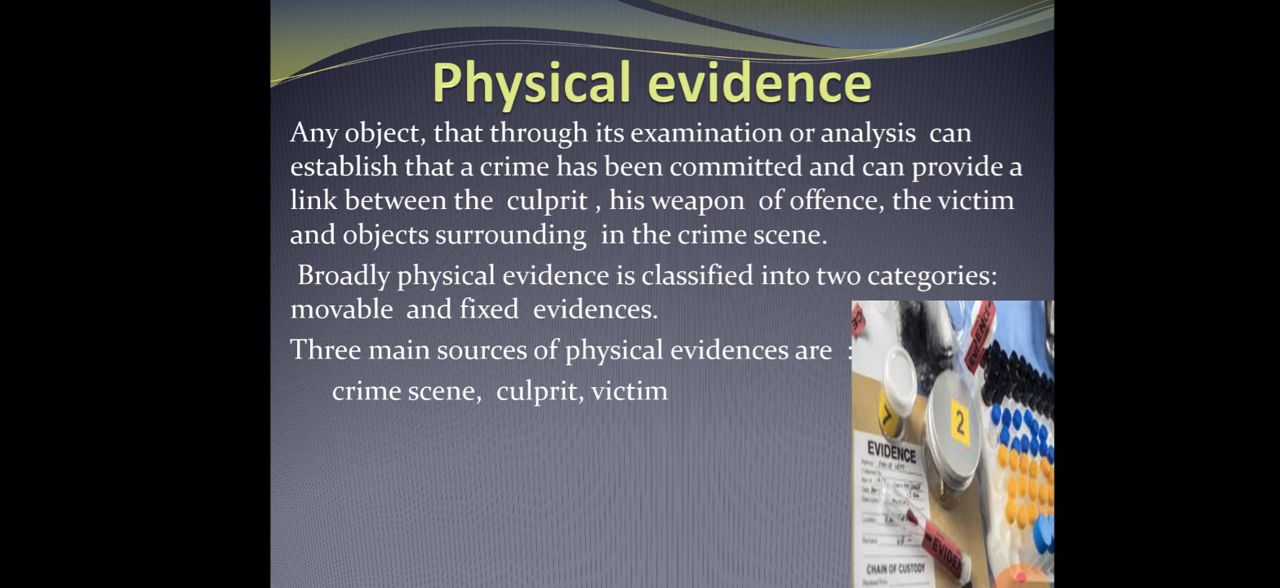 Physical evidence
Any object, that through its examination or analysis can
establish that a crime has been committed and can provide a
link between the culprit , his weapon of offence, the victim
and objects surrounding in the crime scene.
Broadly physical evidence is classified into two categories:
movable and fixed evidences.
Three main sources of physical evidences are :
crime scene, culprit, victim
7
2
EVIDENCE
CHAIN OF CUSTODY